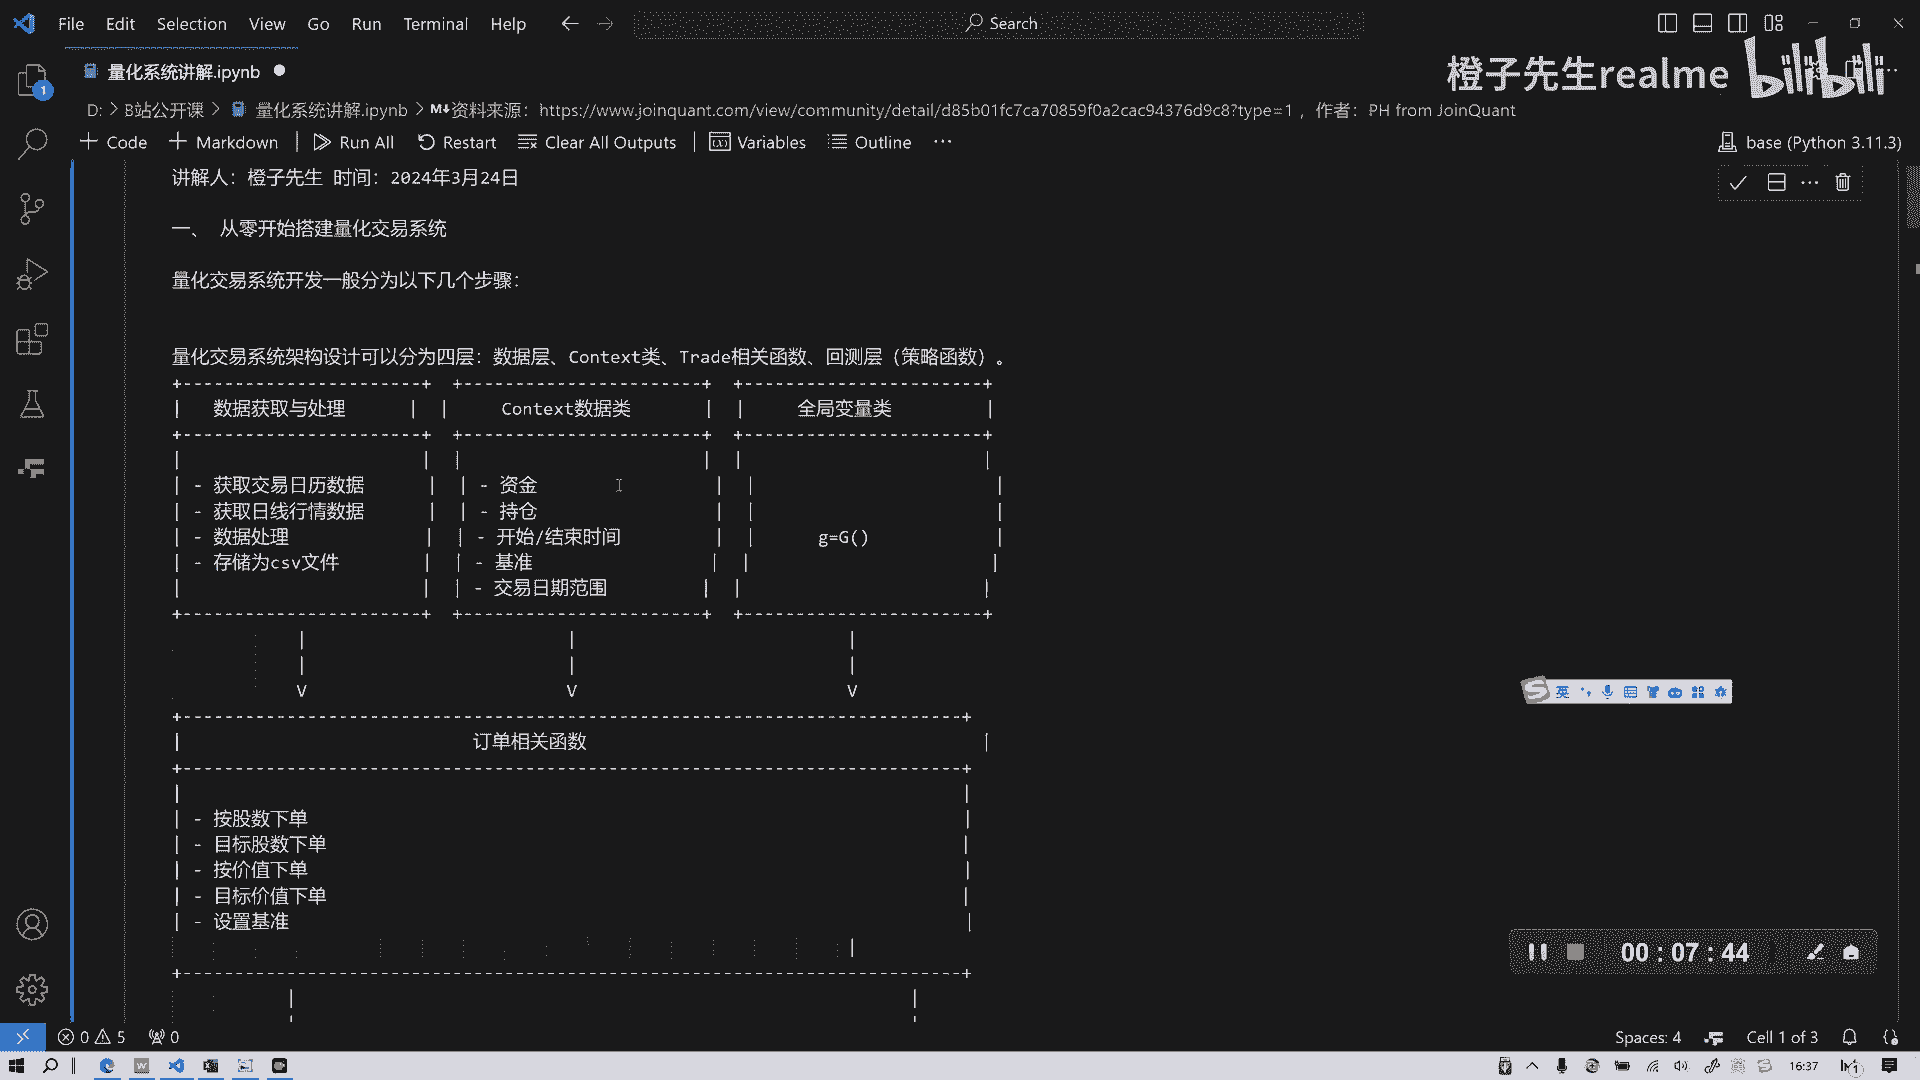 File Edit Selection View Go Run Terminal Help Search
量化系统讲解.ipynb
橙子先生realme bilibili
D: > B站公开课 > 量化系统讲解.ipynb > M↓资料来源：https://www.joinquant.com/view/community/detail/d85b01fc7ca70859f0a2cac94376d9c8?type=1 ，作者：PH from JoinQuant
+ Code + Markdown | Run All Restart Clear All Outputs | Variables Outline ··· base (Python 3.11.3)
讲解人：橙子先生 时间：2024年3月24日
一、 从零开始搭建量化交易系统
量化交易系统开发一般分为以下几个步骤：
量化交易系统架构设计可以分为四层：数据层、Context类、Trade相关函数、回测层（策略函数）。
数据获取与处理 Context数据类 全局变量类
- 获取交易日历数据 - 资金
- 获取日线行情数据 - 持仓
- 数据处理 - 开始/结束时间 g=G()
- 存储为csv文件 - 基准
- 交易日期范围
V V V
订单相关函数
- 按股数下单
- 目标股数下单
- 按价值下单
- 目标价值下单
- 设置基准
英
00:07:44
0 5 0 Spaces: 4 Cell 1 of 3
16:37